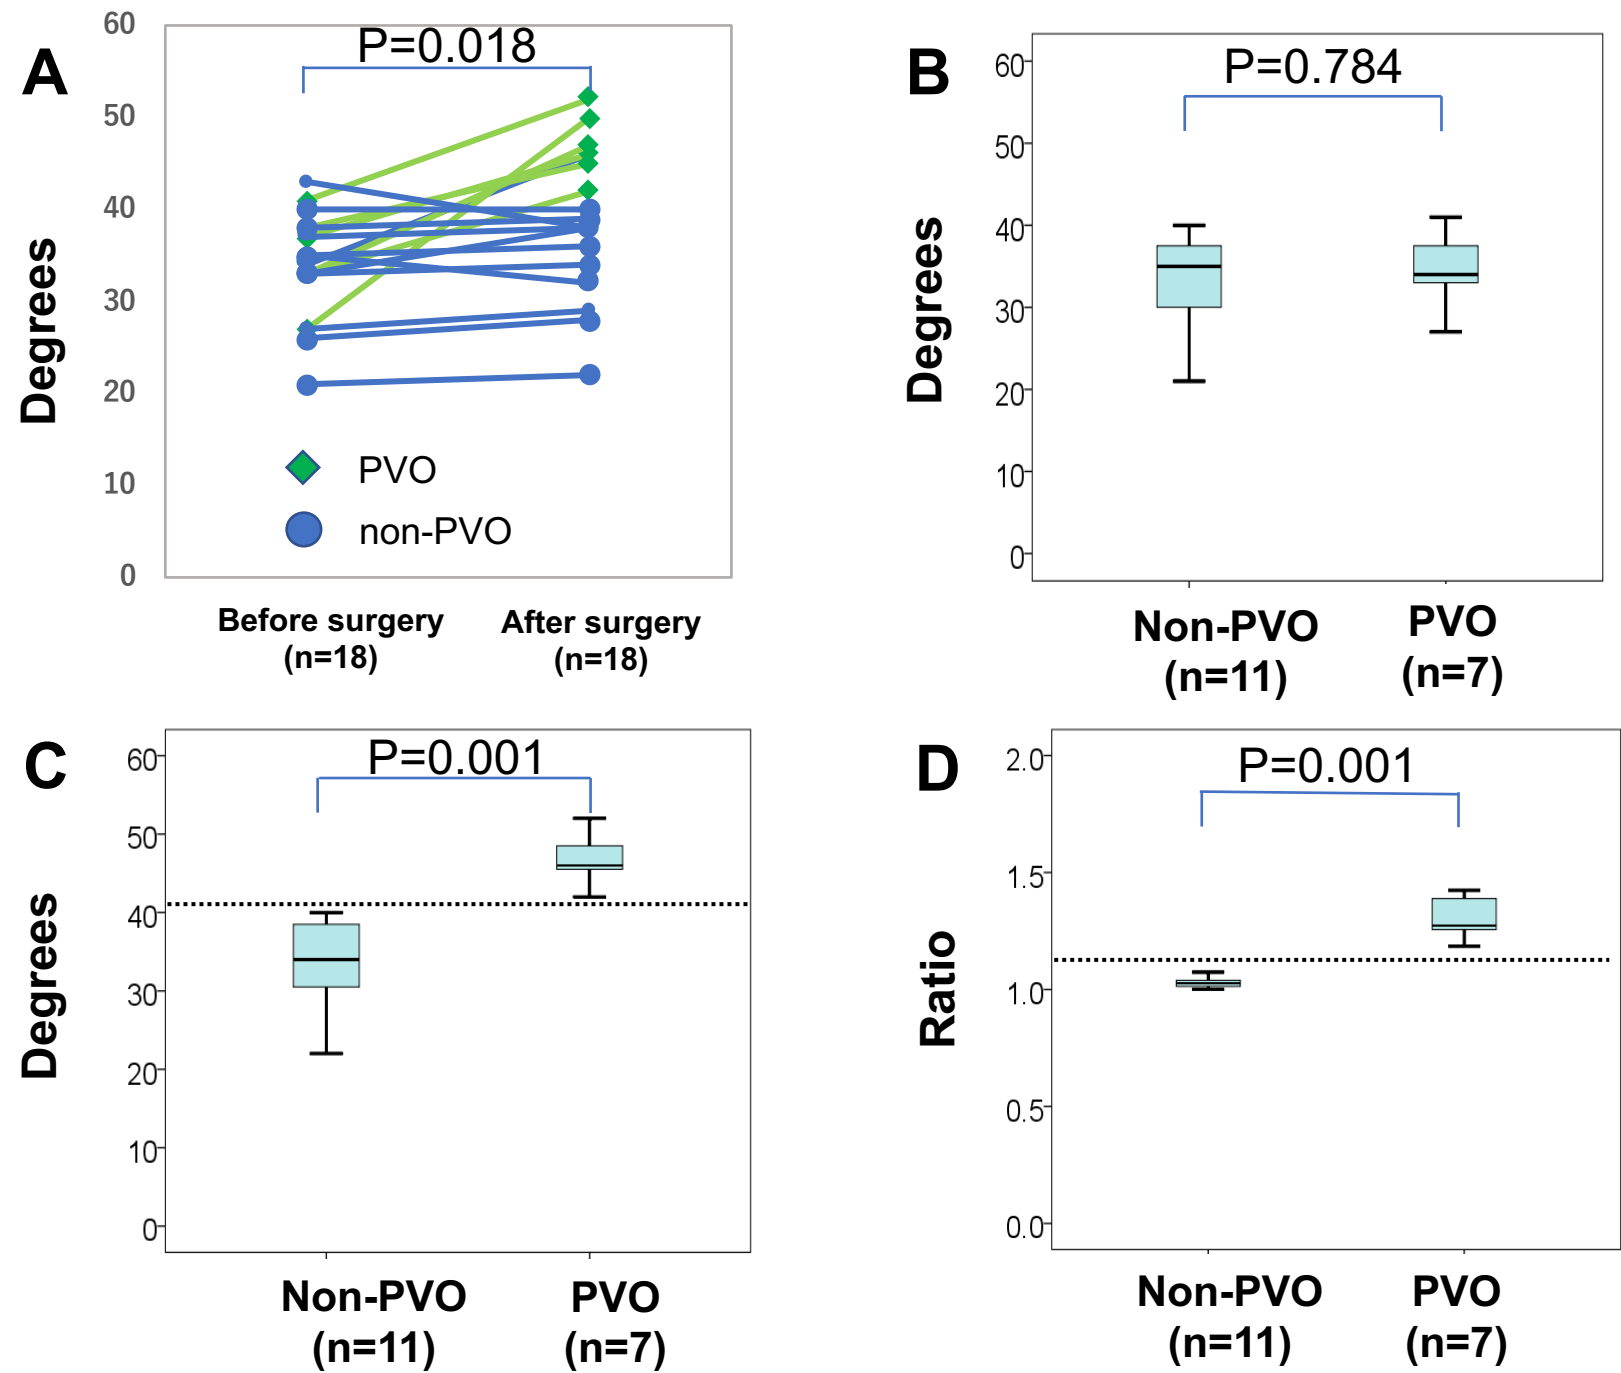 A
P=0.018
60
50
40
30
20
10
0
Degrees
PVO
non-PVO
Before surgery
(n=18)
After surgery
(n=18)
B
P=0.784
60
50
40
30
20
10
0
Degrees
Non-PVO
(n=11)
PVO
(n=7)
C
P=0.001
60
50
40
30
20
10
0
Degrees
Non-PVO
(n=11)
PVO
(n=7)
D
P=0.001
2.0
1.5
1.0
0.5
0.0
Ratio
Non-PVO
(n=11)
PVO
(n=7)